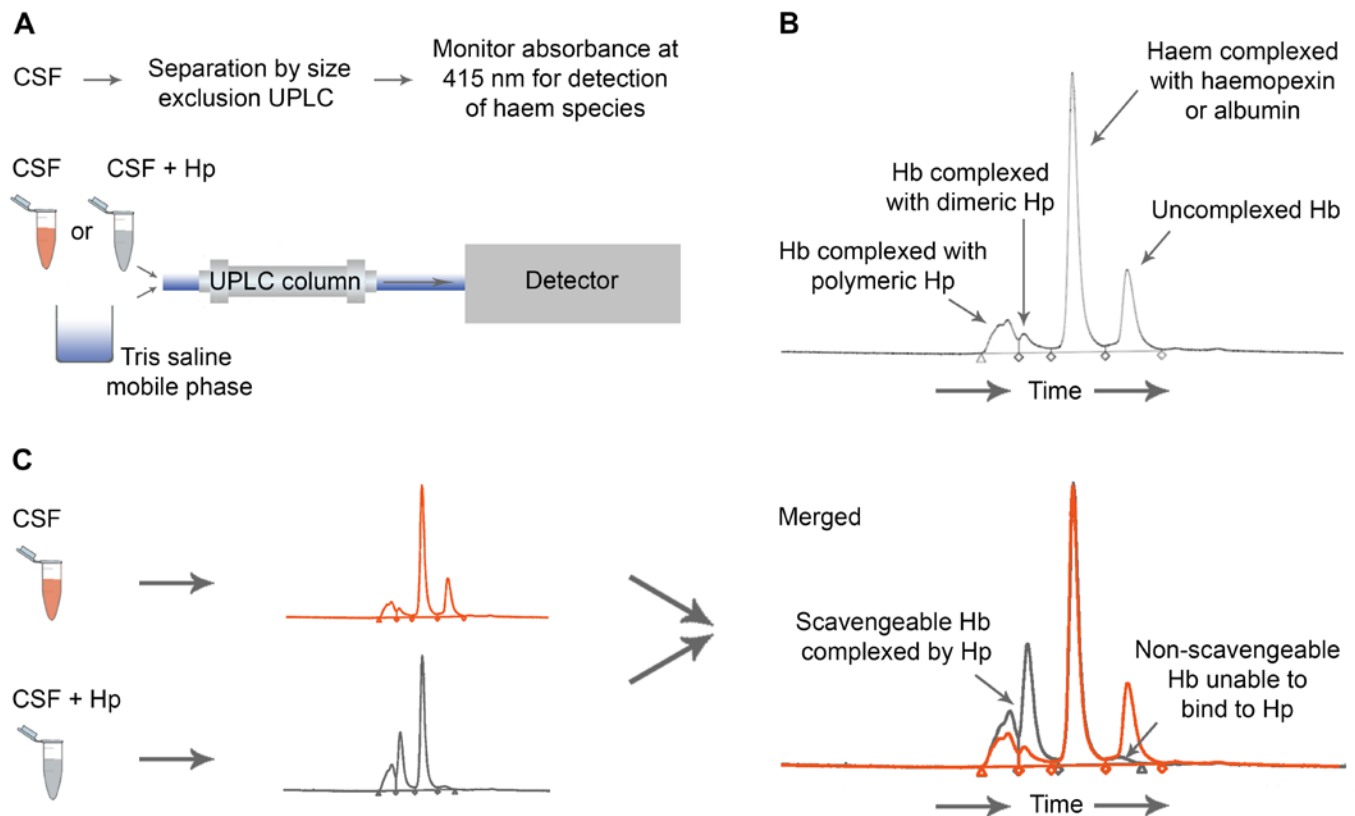 A
CSF
Separation by size
exclusion UPLC
Monitor absorbance at
415 nm for detection
of haem species
CSF
or
CSF + Hp
UPLC column
Detector
Tris saline
mobile phase
B
Haem complexed
with haemopexin
or albumin
Hb complexed
with dimeric Hp
Uncomplexed Hb
Hb complexed with
polymeric Hp
Time
C
CSF
CSF + Hp
Merged
Scavengeable Hb
complexed by Hp
Non-scavengeable
Hb unable to
bind to Hp
Time